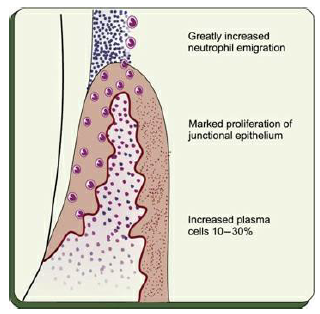 Greatly increased
neutrophil emigration
Marked proliferation of
junctional epithelium
Increased plasma
cells 10–30%